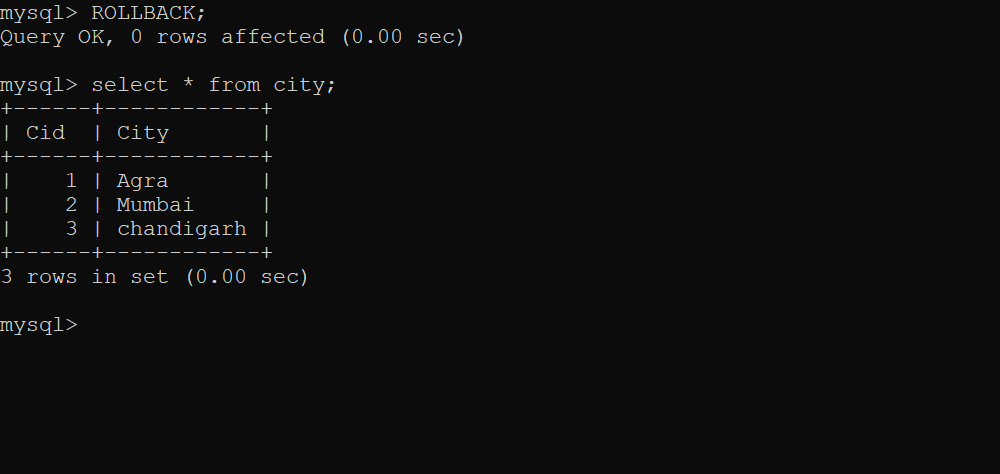 mysql> ROLLBACK;
Query OK, 0 rows affected (0.00 sec)
mysql> select * from city;
+------+------------+
| Cid  | City       |
+------+------------+
|    1 | Agra       |
|    2 | Mumbai     |
|    3 | chandigarh |
+------+------------+
3 rows in set (0.00 sec)
mysql>